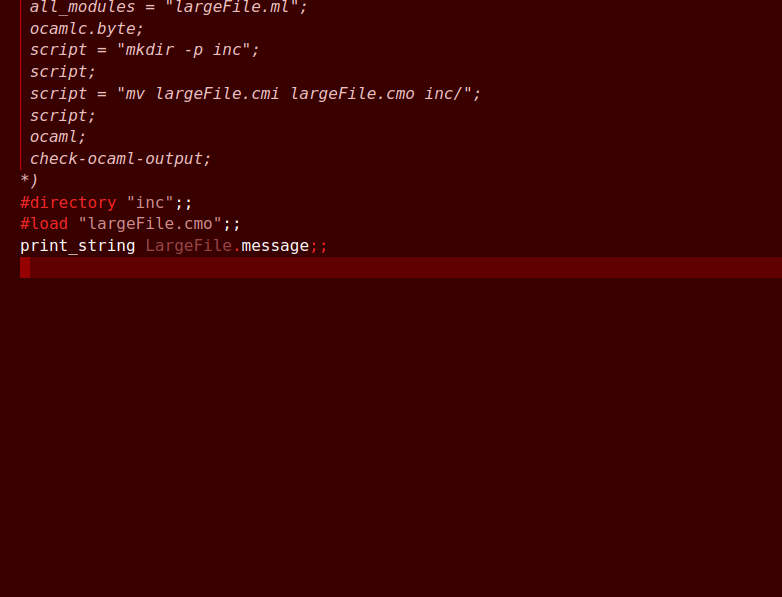 all_modules = "largeFile.ml";
ocamlc.byte;
script = "mkdir -p inc";
script;
script = "mv largeFile.cmi largeFile.cmo inc/";
script;
ocaml;
check-ocaml-output;
*)
#directory "inc";;
#load "largeFile.cmo";;
print_string LargeFile.message;;